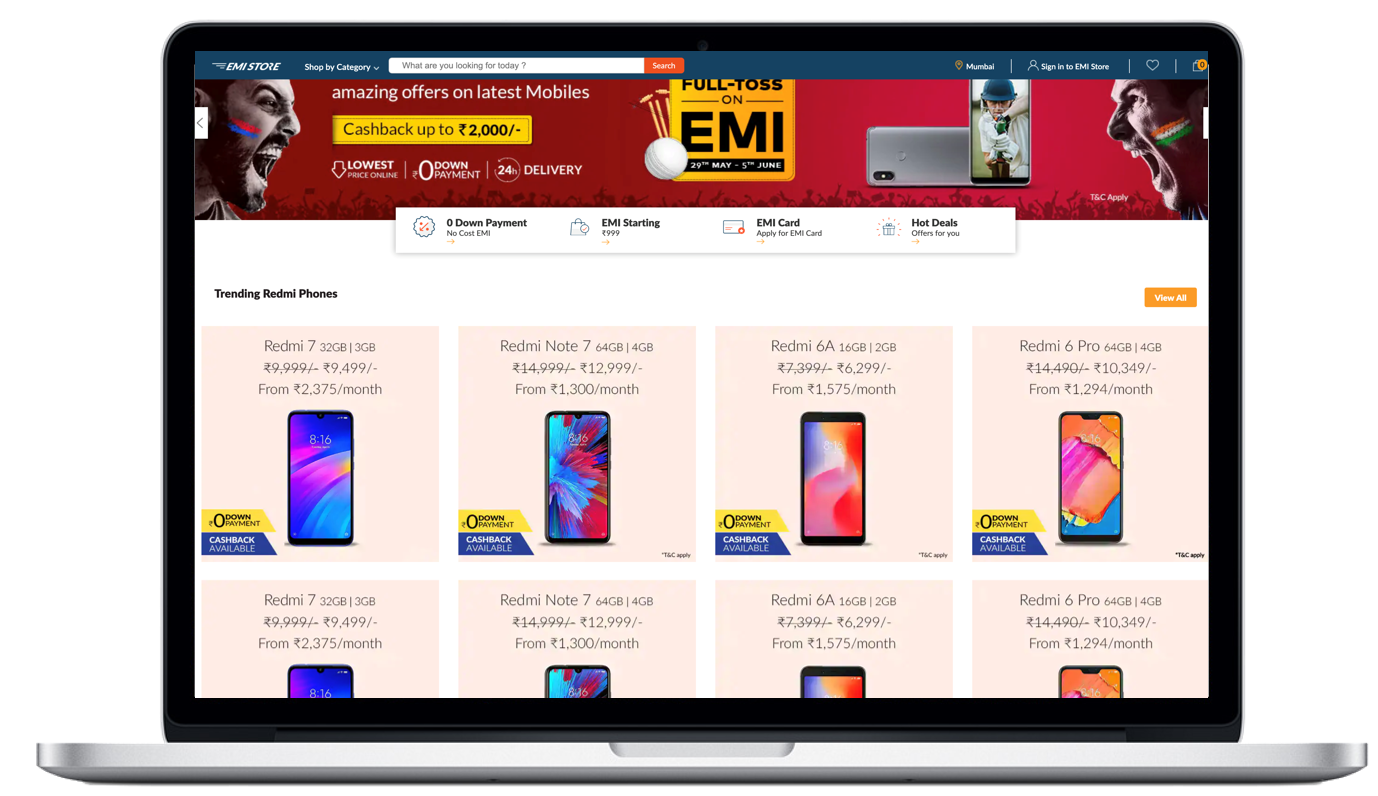 EMI STORE
Shop by Category
What are you looking for today ?
Search
Mumbai
Sign in to EMI Store
0
amazing offers on latest Mobiles
Cashback up to ₹2,000/-
LOWEST PRICE ONLINE
₹0 DOWN PAYMENT
24h DELIVERY
FULL-TOSS
ON
EMI
29TH MAY - 5TH JUNE
T&C Apply
0 Down Payment
No Cost EMI
EMI Starting
₹999
EMI Card
Apply for EMI Card
Hot Deals
Offers for you
Trending Redmi Phones
View All
Redmi 7 32GB | 3GB
₹9,999/- ₹9,499/-
From ₹2,375/month
8:16
₹0 DOWN PAYMENT
CASHBACK AVAILABLE
Redmi Note 7 64GB | 4GB
₹14,999/- ₹12,999/-
From ₹1,300/month
8:16
₹0 DOWN PAYMENT
CASHBACK AVAILABLE
*T&C apply
Redmi 6A 16GB | 2GB
₹7,399/- ₹6,299/-
From ₹1,575/month
8:16
₹0 DOWN PAYMENT
CASHBACK AVAILABLE
*T&C apply
Redmi 6 Pro 64GB | 4GB
₹14,490/- ₹10,349/-
From ₹1,294/month
8:16
₹0 DOWN PAYMENT
CASHBACK AVAILABLE
*T&C apply
Redmi 7 32GB | 3GB
₹9,999/- ₹9,499/-
From ₹2,375/month
8:16
Redmi Note 7 64GB | 4GB
₹14,999/- ₹12,999/-
From ₹1,300/month
8:16
Redmi 6A 16GB | 2GB
₹7,399/- ₹6,299/-
From ₹1,575/month
8:16
Redmi 6 Pro 64GB | 4GB
₹14,490/- ₹10,349/-
From ₹1,294/month
8:16